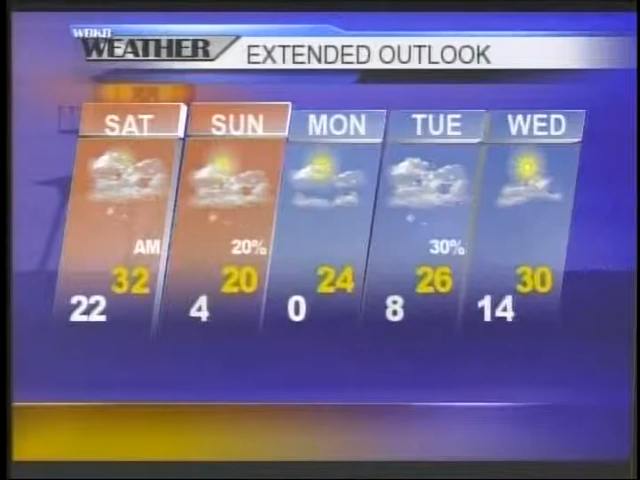 WBKB
WEATHER
EXTENDED OUTLOOK
SAT SUN MON TUE WED
AM 20% 30%
32 20 24 26 30
22 4 0 8 14